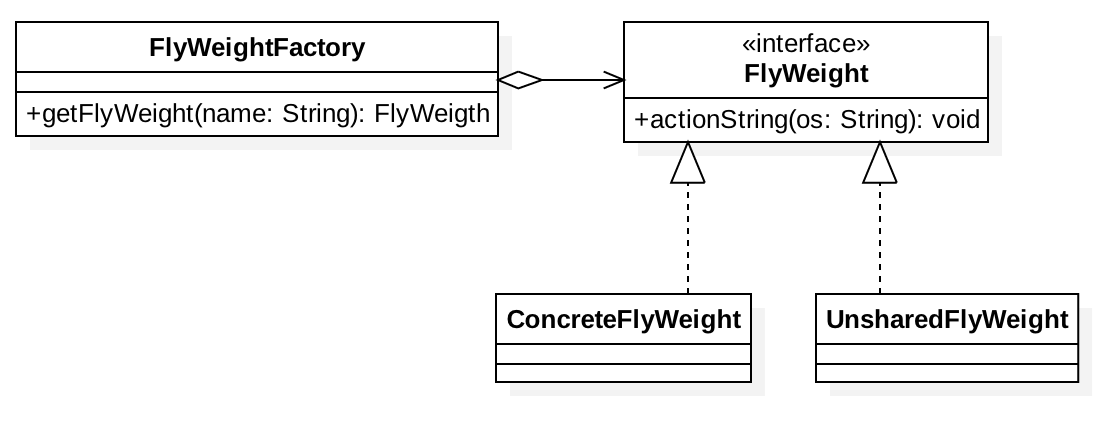 FlyWeightFactory
+getFlyWeight(name: String): FlyWeigth
«interface»
FlyWeight
+actionString(os: String): void
ConcreteFlyWeight
UnsharedFlyWeight